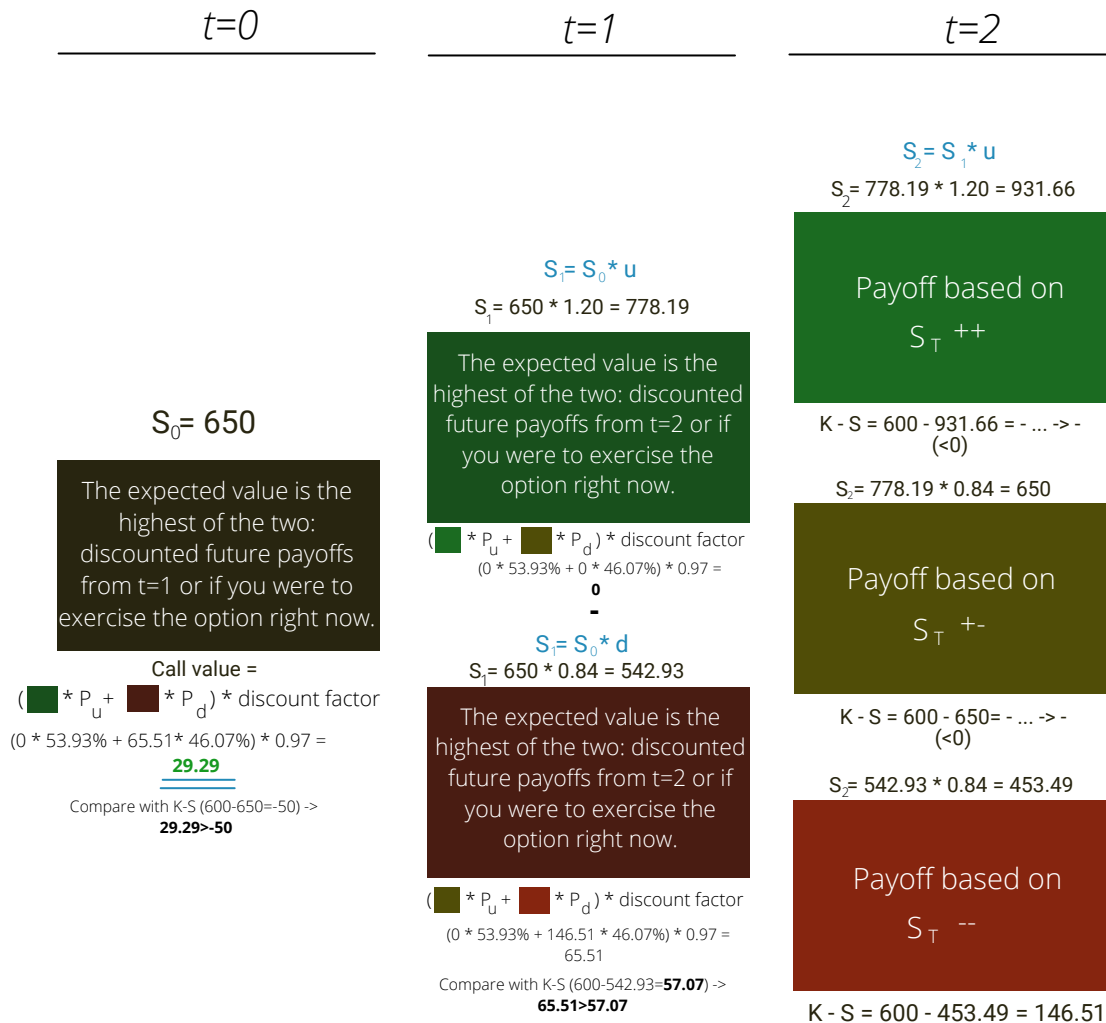 t=0
S0= 650
The expected value is the
highest of the two:
discounted future payoffs
from t=1 or if you were to
exercise the option right now.
Call value =
( * Pu+ * Pd) * discount factor
(0 * 53.93% + 65.51* 46.07%) * 0.97 =
29.29
Compare with K-S (600-650=-50) ->
29.29>-50
t=1
S1= S0* u
S1= 650 * 1.20 = 778.19
The expected value is the
highest of the two: discounted
future payoffs from t=2 or if
you were to exercise the
option right now.
( * Pu+ * Pd) * discount factor
(0 * 53.93% + 0 * 46.07%) * 0.97 =
0
-
S1= S0* d
S1= 650 * 0.84 = 542.93
The expected value is the
highest of the two: discounted
future payoffs from t=2 or if
you were to exercise the
option right now.
( * Pu+ * Pd) * discount factor
(0 * 53.93% + 146.51 * 46.07%) * 0.97 =
65.51
Compare with K-S (600-542.93=57.07) ->
65.51>57.07
t=2
S2= S1* u
S2= 778.19 * 1.20 = 931.66
Payoff based on
ST ++
K - S = 600 - 931.66 = - ... -> -
(<0)
S2= 778.19 * 0.84 = 650
Payoff based on
ST +-
K - S = 600 - 650= - ... -> -
(<0)
S2= 542.93 * 0.84 = 453.49
Payoff based on
ST --
K - S = 600 - 453.49 = 146.51